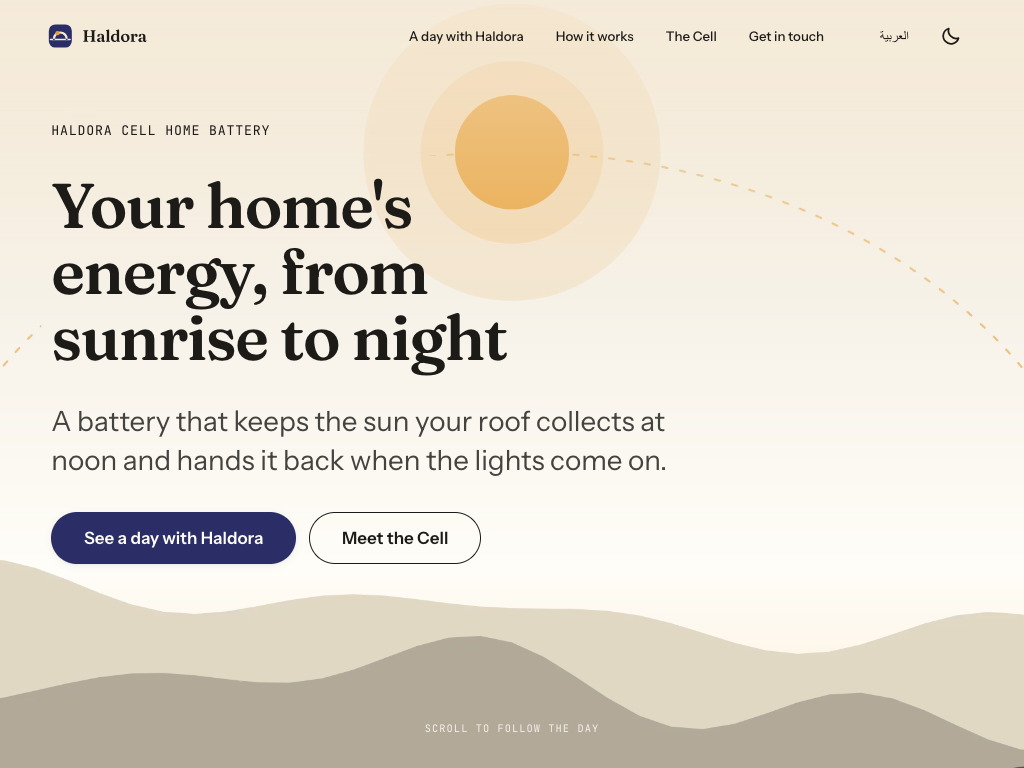 Haldora
A day with Haldora
How it works
The Cell
Get in touch
العربية
HALDORA CELL HOME BATTERY
Your home's
energy, from
sunrise to night
A battery that keeps the sun your roof collects at
noon and hands it back when the lights come on.
See a day with Haldora
Meet the Cell
SCROLL TO FOLLOW THE DAY